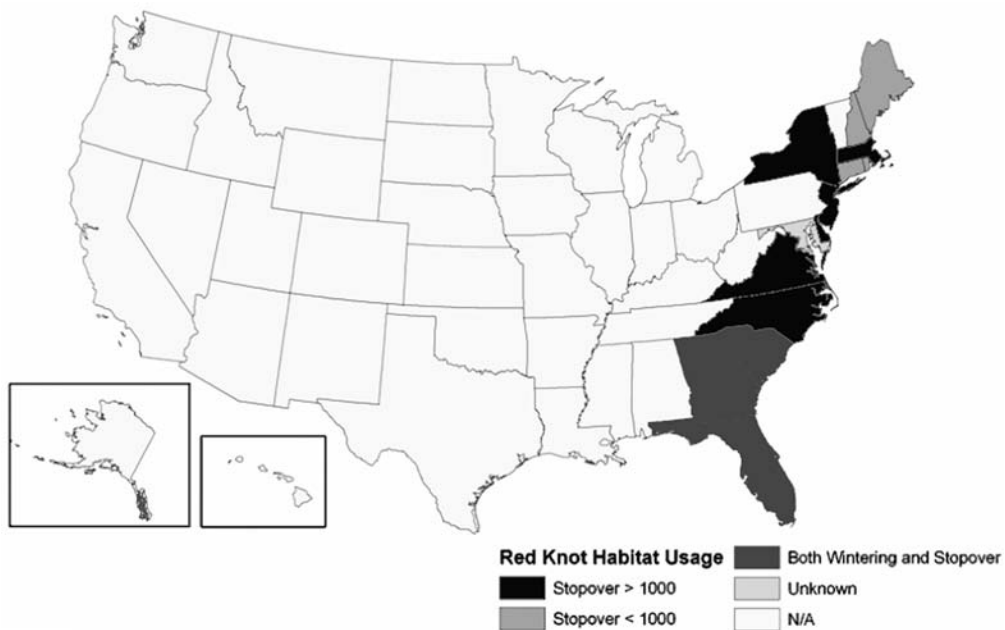 Red Knot Habitat Usage
Stopover > 1000
Stopover < 1000
Both Wintering and Stopover
Unknown
N/A